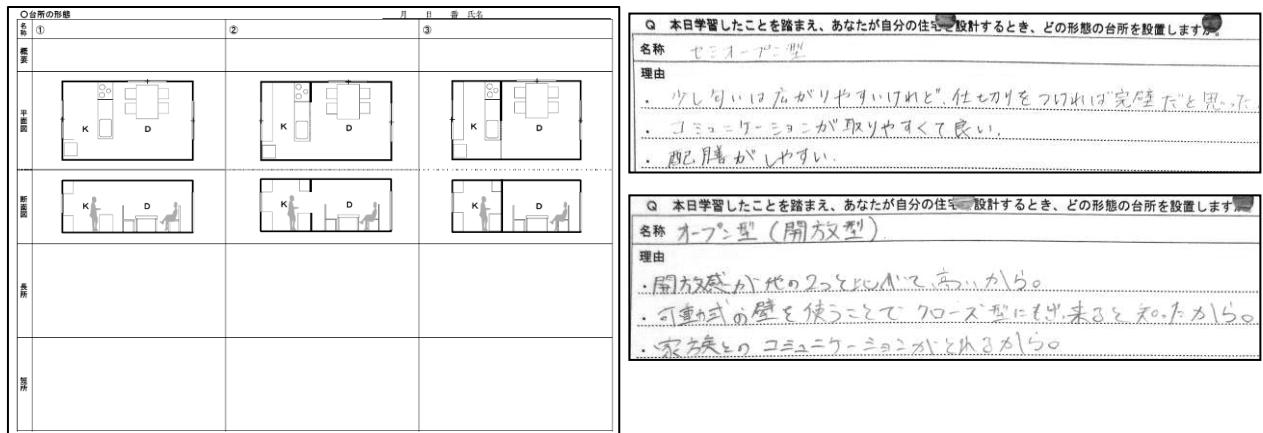 ○台所の形態
月 日 番 氏名
名称 ① ② ③
概要
平面図
K D K D K D
断面図
K D K D K D
長所
短所
Q 本日学習したことを踏まえ、あなたが自分の住宅を設計するとき、どの形態の台所を設置しますか。
名称 セミオープン型
理由
・少し匂いは広がりやすいけれど、仕切りをつければ完璧だと思った。
・コミュニケーションが取りやすくて良い。
・配膳がしやすい。
Q 本日学習したことを踏まえ、あなたが自分の住宅 設計するとき、どの形態の台所を設置します
名称 オープン型(開放型)
理由
・開放感が他の2つと比べて、高いから。
・可動式の壁を使うことでクローズ型にもでき、来ると知ったから。
・家族とのコミュニケーションがとれるから。